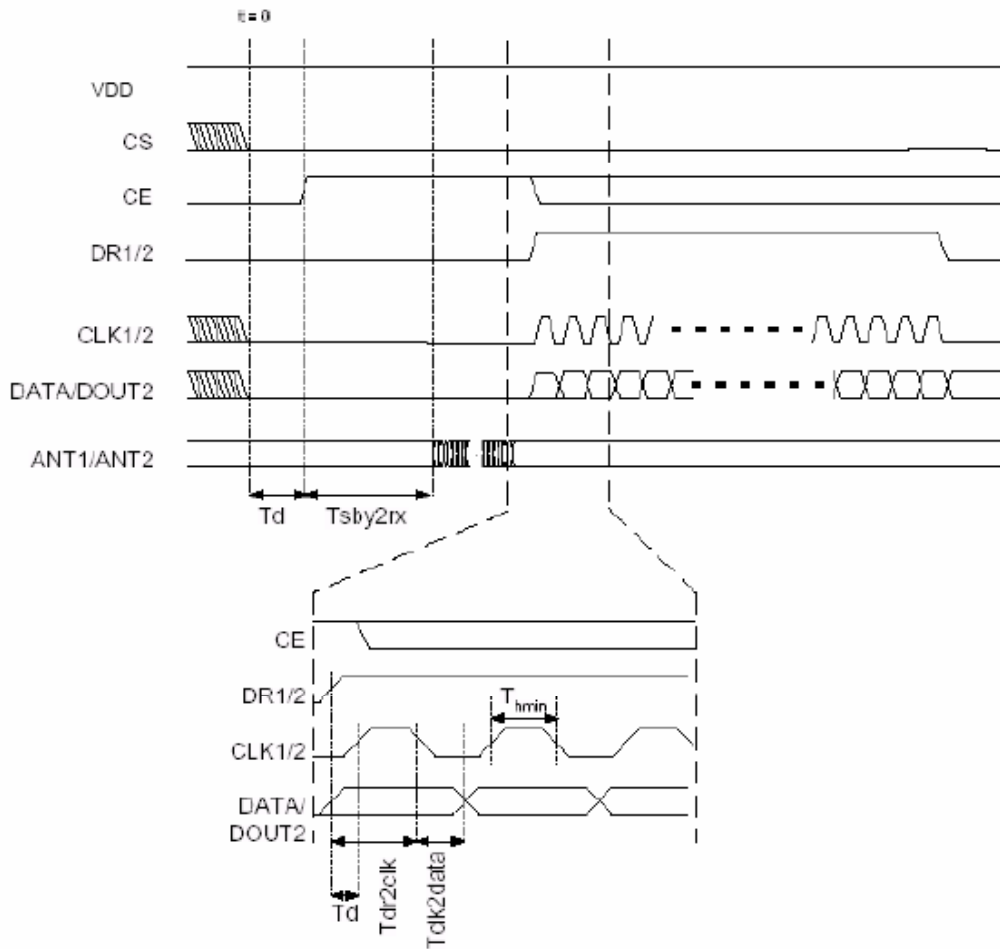 t = 0
VDD
CS
CE
DR1/2
CLK1/2
DATA/DOUT2
ANT1/ANT2
Td
Tsby2rx
CE
DR1/2
Thmin
CLK1/2
DATA/
DOUT2
Td
Tdr2clk
Tdk2data